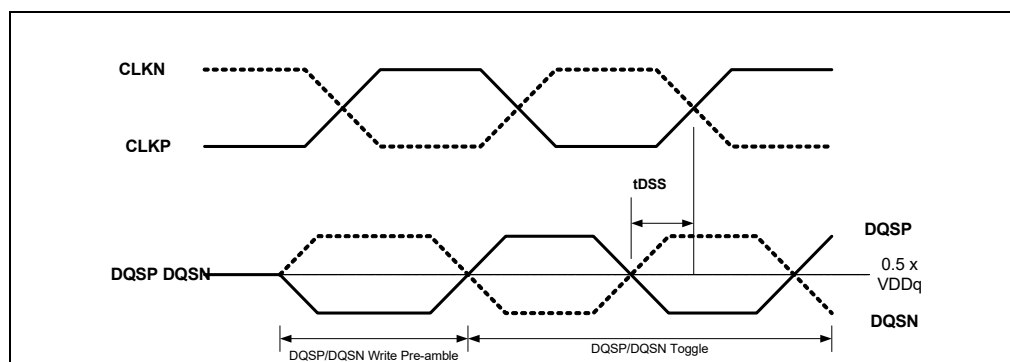 CLKN
CLKP
tDSS
DQSP
DQSP DQSN
0.5 x
VDDq
DQSN
DQSP/DQSN Write Pre-amble
DQSP/DQSN Toggle